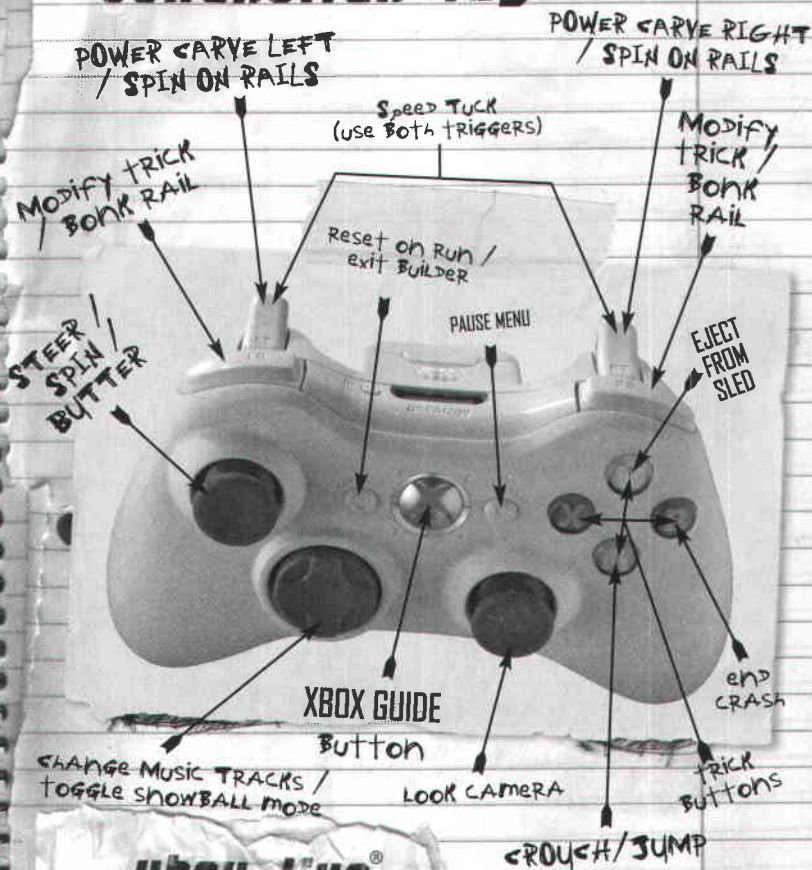 POWER CARVE LEFT
/ SPIN ON RAILS
POWER CARVE RIGHT
/ SPIN ON RAILS
Speed Tuck
(use Both triggers)
Modify trick
/ Bonk Rail
Modify
trick /
Bonk
Rail
Reset on Run /
exit Builder
PAUSE MENU
EJECT
FROM
SLED
STEER /
SPIN /
BUTTER
X
XBOX GUIDE
Button
end
CRASh
Change Music TRACKS /
toggle snowBALL mode
LOOK CAMERA
trick
Buttons
CROUCH / JUMP